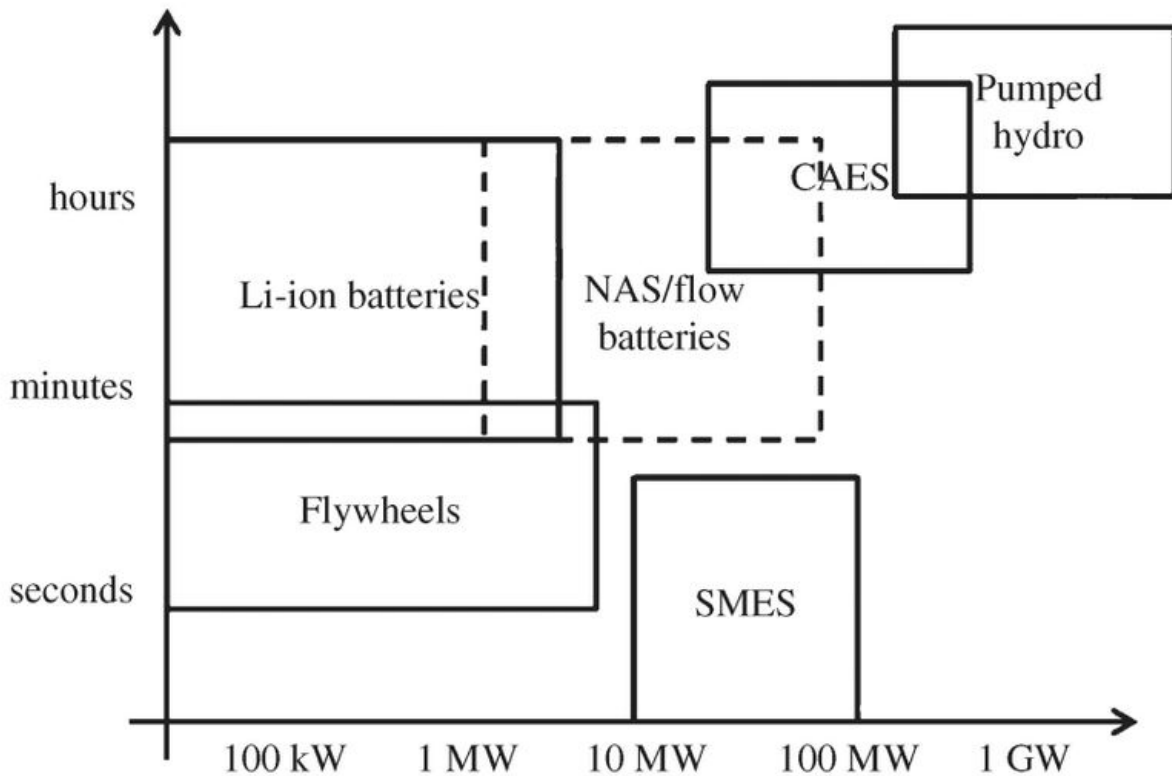 Pumped
hydro
CAES
hours
Li-ion batteries
NAS/flow
batteries
minutes
Flywheels
seconds
SMES
100 kW 1 MW 10 MW 100 MW 1 GW